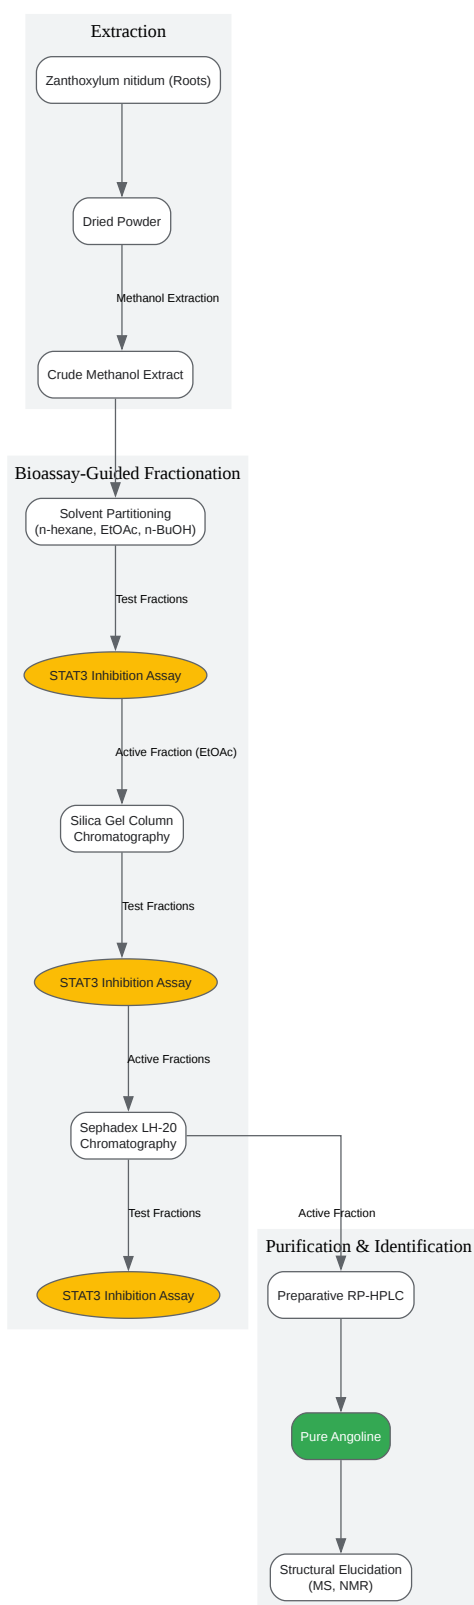 Extraction
Zanthoxylum nitidum (Roots)
Dried Powder
Methanol Extraction
Crude Methanol Extract
Bioassay-Guided Fractionation
Solvent Partitioning
(n-hexane, EtOAc, n-BuOH)
Test Fractions
STAT3 Inhibition Assay
Active Fraction (EtOAc)
Silica Gel Column
Chromatography
Test Fractions
STAT3 Inhibition Assay
Active Fractions
Sephadex LH-20
Chromatography
Test Fractions
STAT3 Inhibition Assay
Active Fraction
Purification & Identification
Preparative RP-HPLC
Pure Angoline
Structural Elucidation
(MS, NMR)